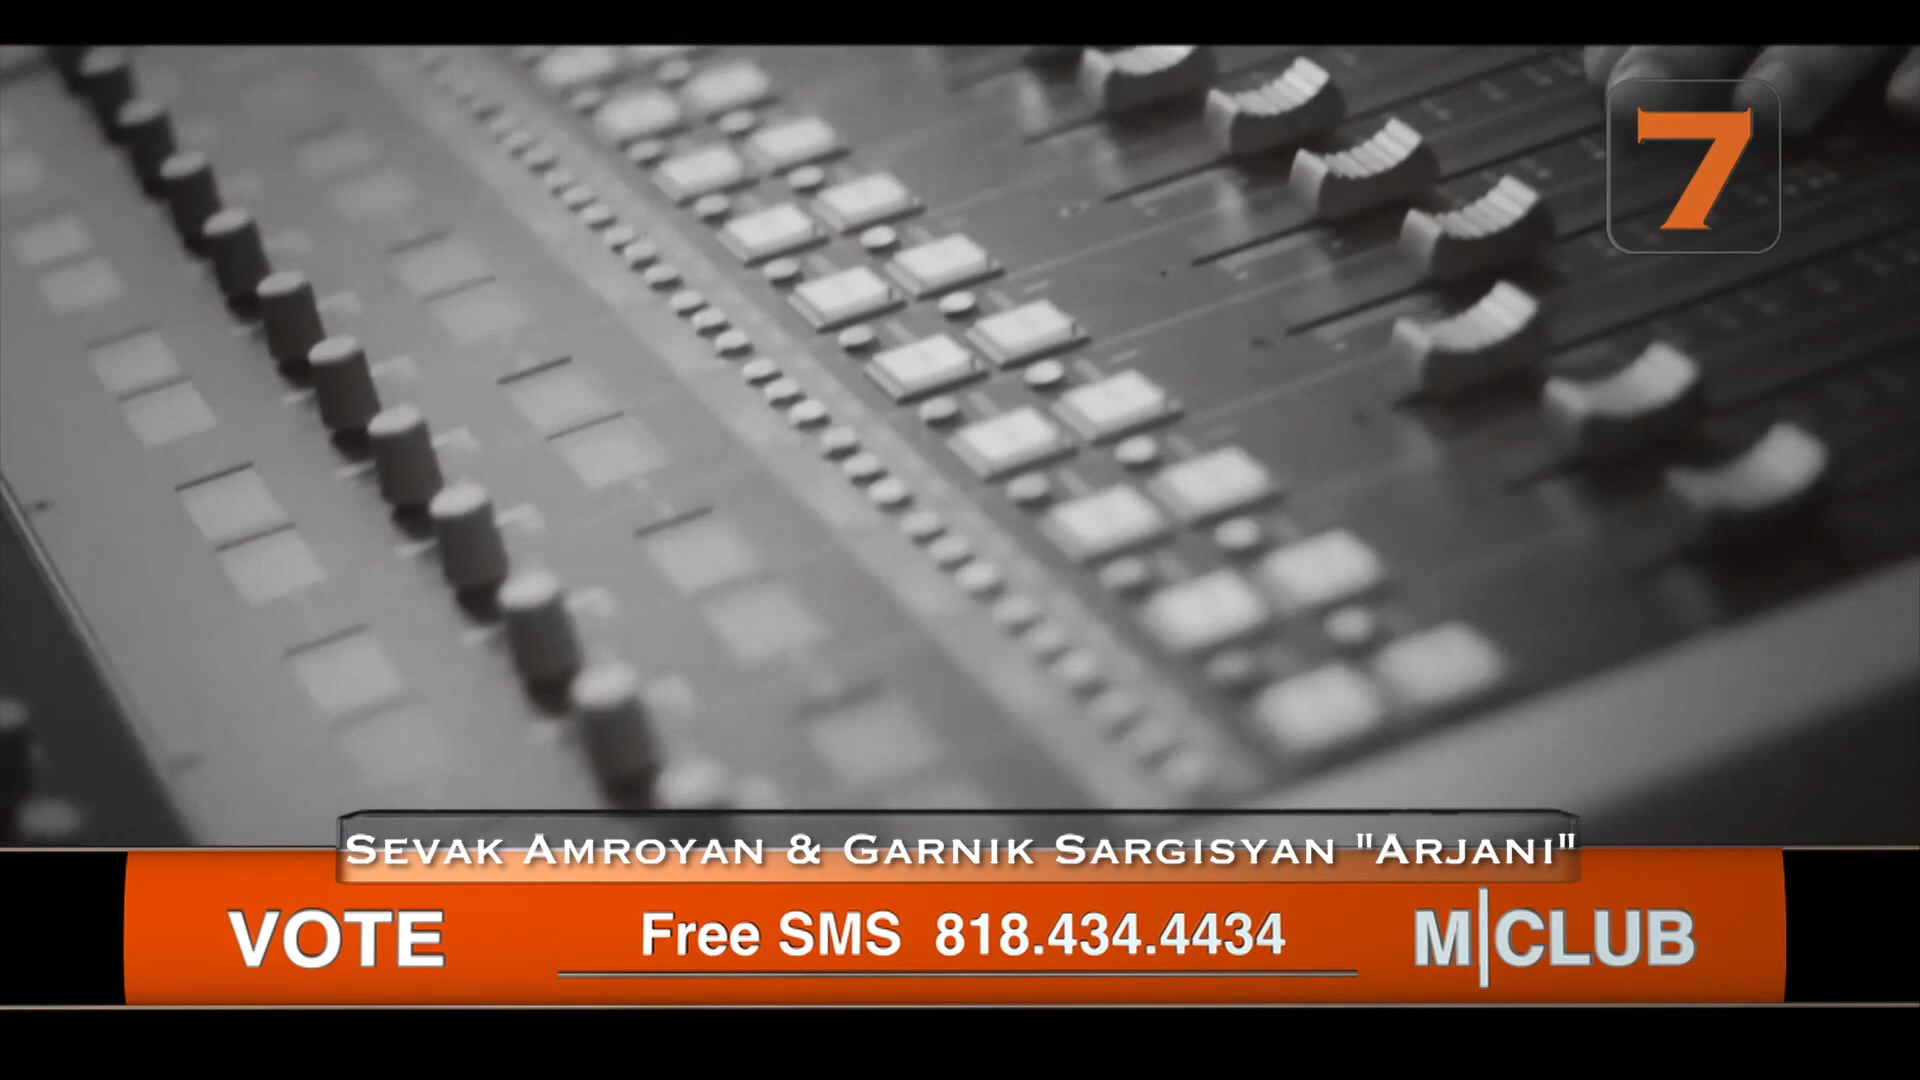 7
SEVAK AMROYAN & GARNIK SARGISYAN "ARJANI"
VOTE
Free SMS 818.434.4434
M|CLUB